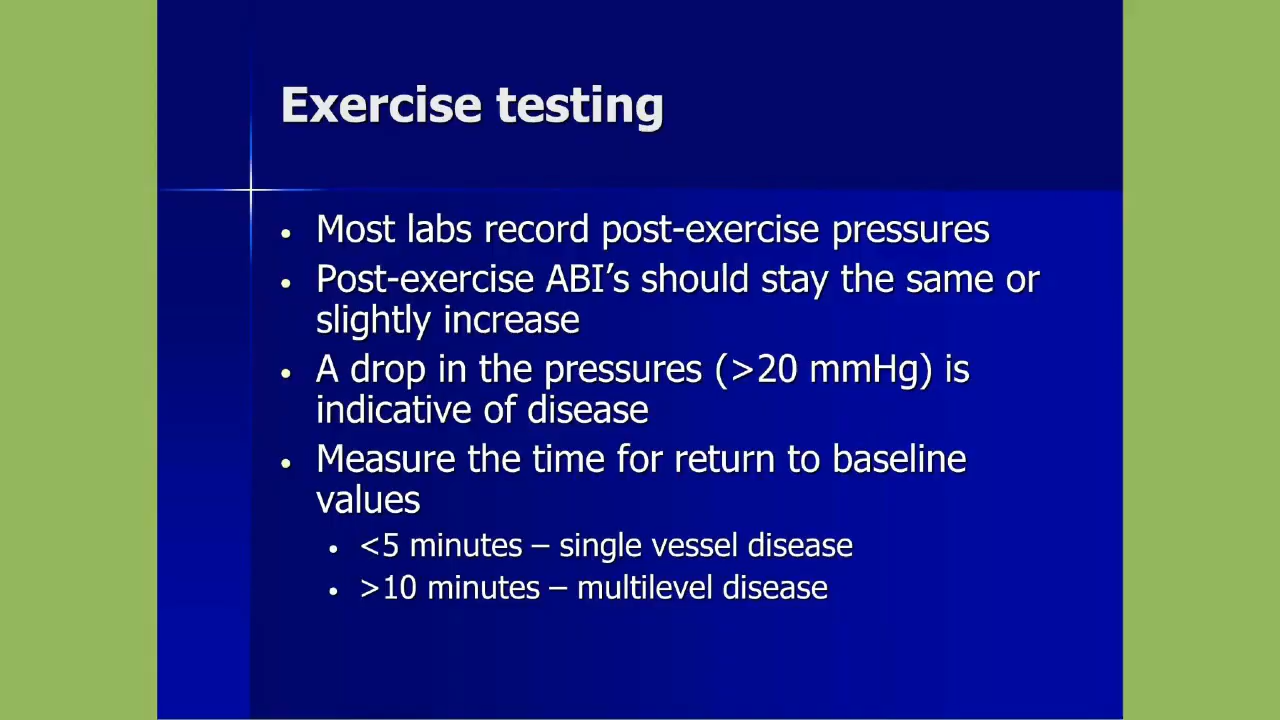 Exercise testing
• Most labs record post-exercise pressures
• Post-exercise ABI’s should stay the same or
slightly increase
• A drop in the pressures (>20 mmHg) is
indicative of disease
• Measure the time for return to baseline
values
• <5 minutes – single vessel disease
• >10 minutes – multilevel disease